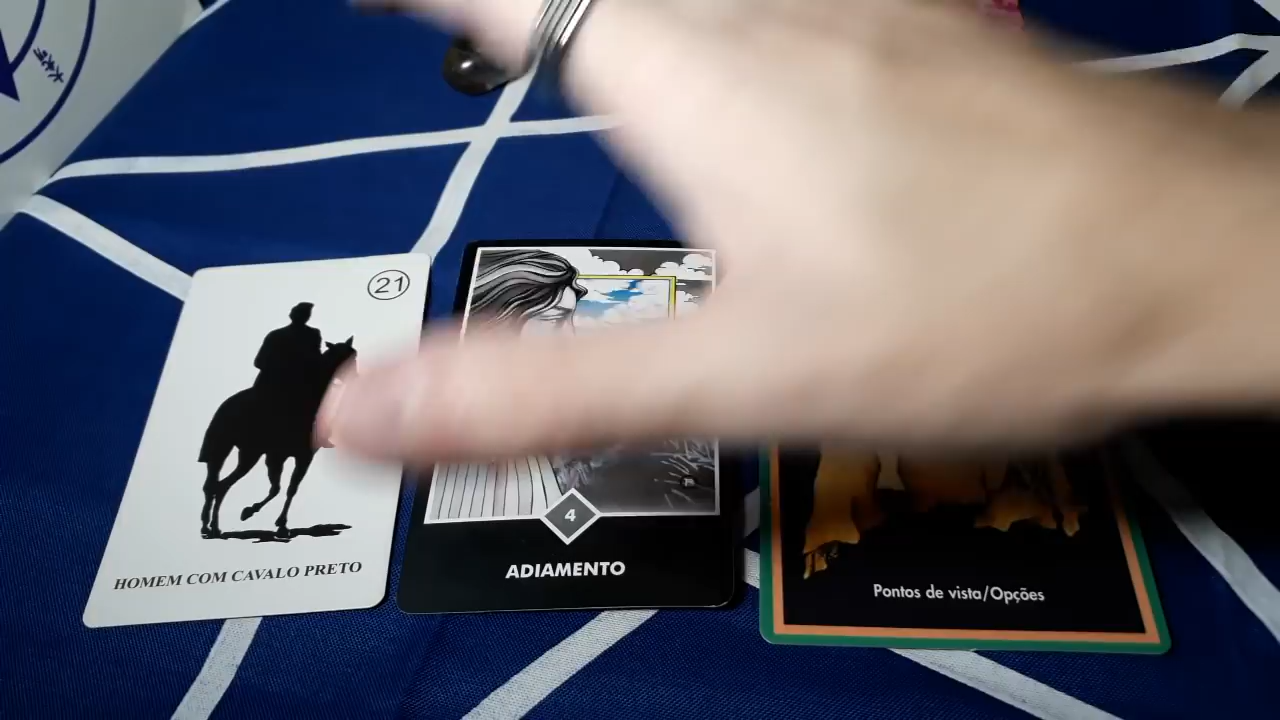 21
HOMEM COM CAVALO PRETO
4
ADIAMENTO
Pontos de vista/Opções